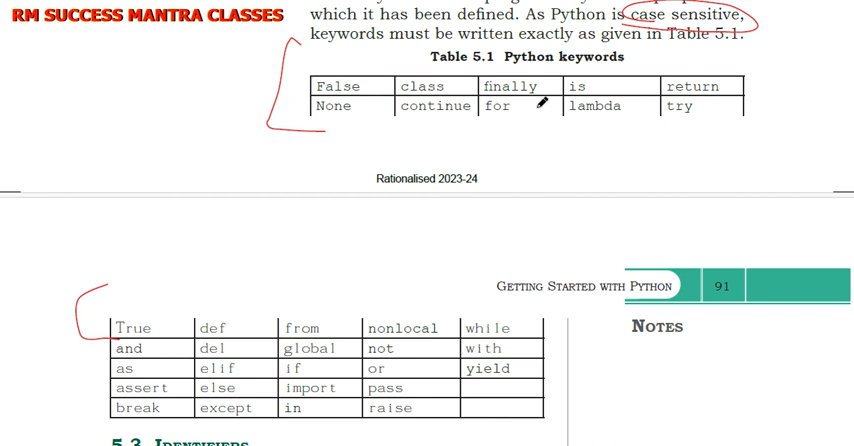 RM SUCCESS MANTRA CLASSES
which it has been defined. As Python is case sensitive,
keywords must be written exactly as given in Table 5.1.
Table 5.1 Python keywords
False class finally is return
None continue for lambda try
Rationalised 2023-24
GETTING STARTED WITH PYTHON 91
NOTES
True def from nonlocal while
and del global not with
as elif if or yield
assert else import pass
break except in raise
5.3 IDENTIFIERS